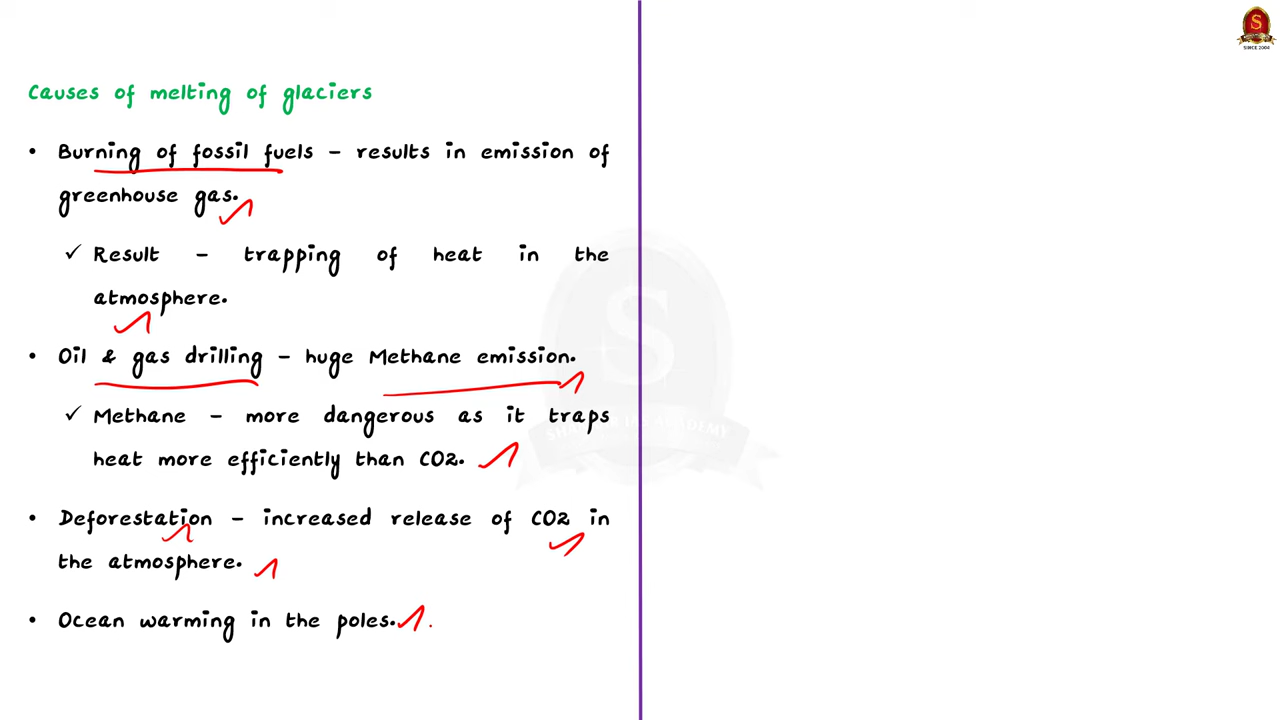 Causes of melting of glaciers
• Burning of fossil fuels – results in emission of
greenhouse gas.
✓ Result – trapping of heat in the
atmosphere.
• Oil & gas drilling – huge Methane emission.
✓ Methane – more dangerous as it traps
heat more efficiently than CO2.
• Deforestation – increased release of CO2 in
the atmosphere.
• Ocean warming in the poles.
S
SINCE 2004